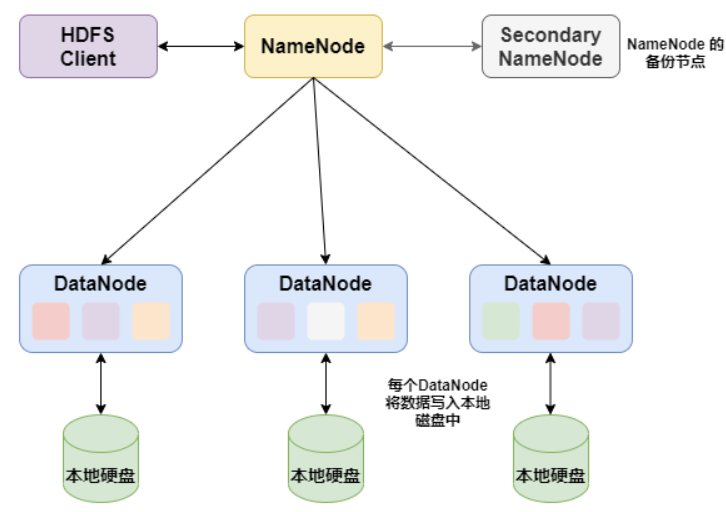 HDFS
Client
NameNode
Secondary
NameNode
NameNode 的
备份节点
DataNode
DataNode
DataNode
每个DataNode
将数据写入本地
磁盘中
本地硬盘
本地硬盘
本地硬盘